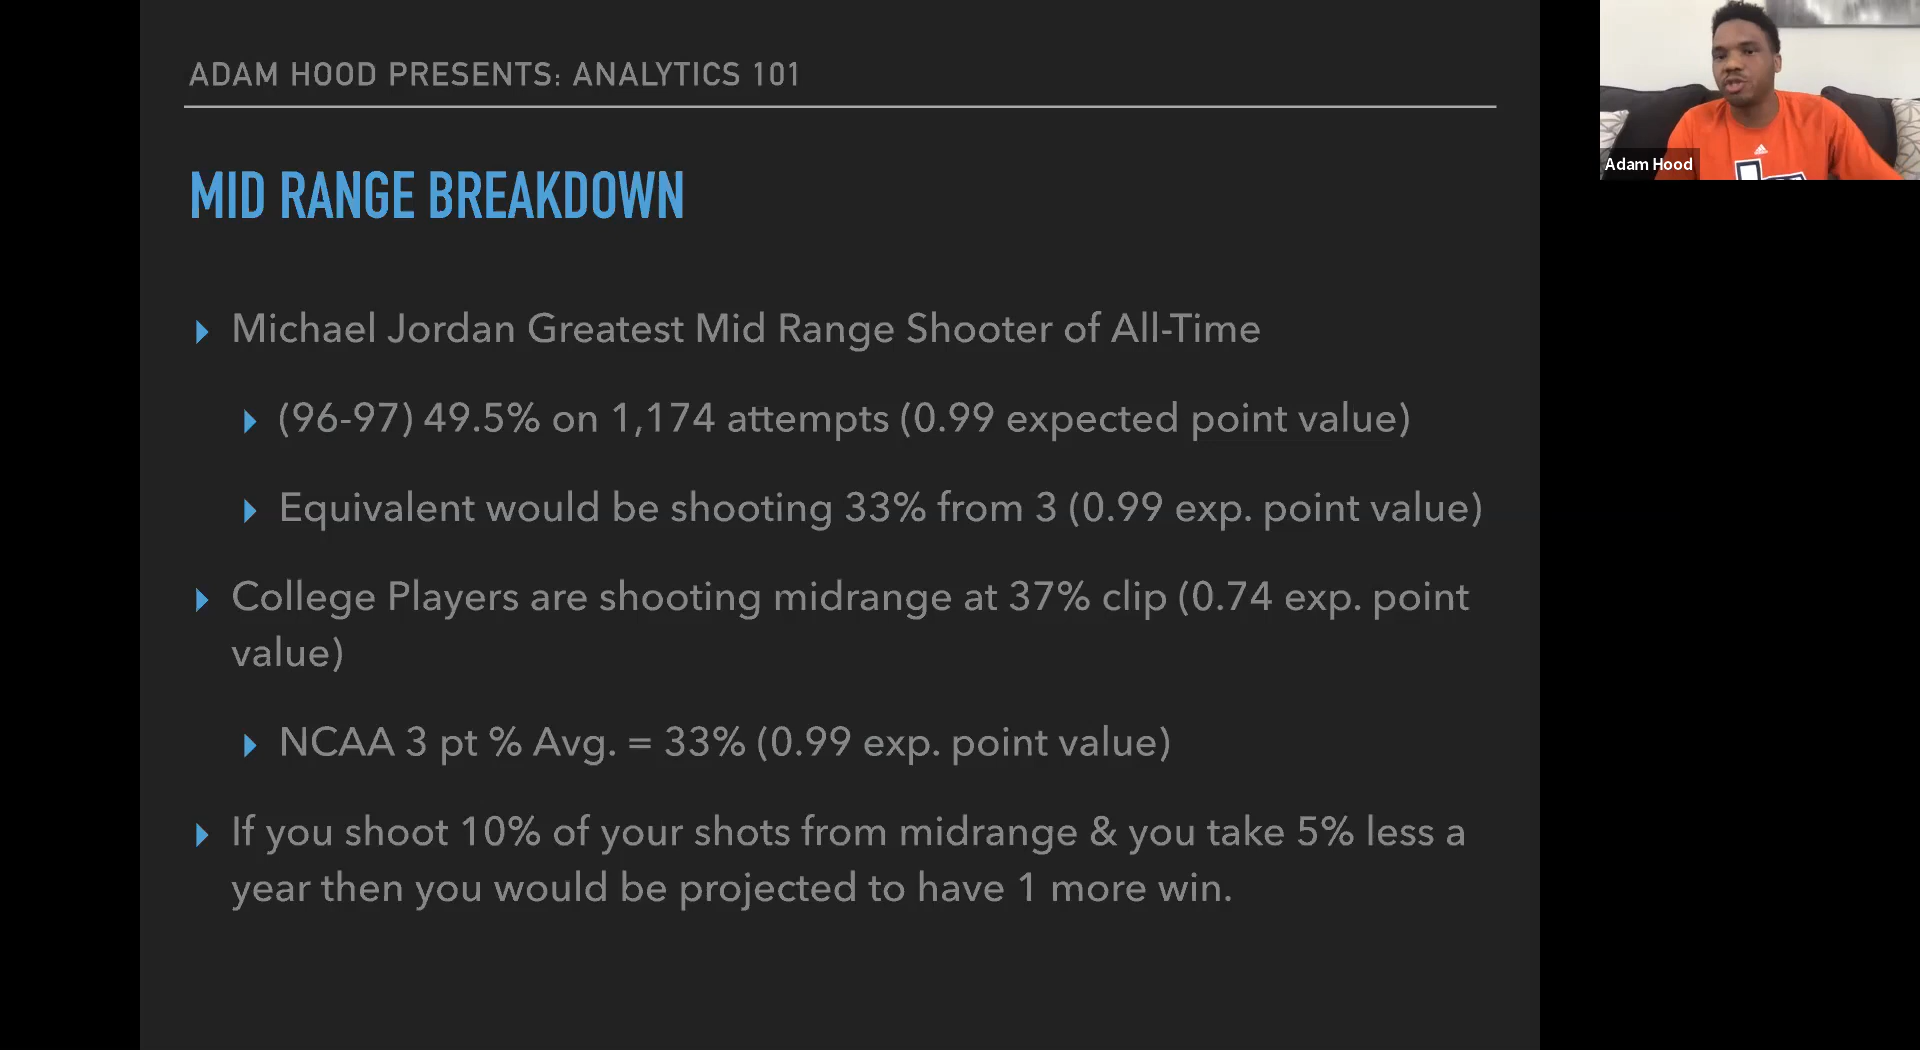 ADAM HOOD PRESENTS: ANALYTICS 101
MID RANGE BREAKDOWN
Michael Jordan Greatest Mid Range Shooter of All-Time
(96-97) 49.5% on 1,174 attempts (0.99 expected point value)
Equivalent would be shooting 33% from 3 (0.99 exp. point value)
College Players are shooting midrange at 37% clip (0.74 exp. point
value)
NCAA 3 pt % Avg. = 33% (0.99 exp. point value)
If you shoot 10% of your shots from midrange & you take 5% less a
year then you would be projected to have 1 more win.
Adam Hood